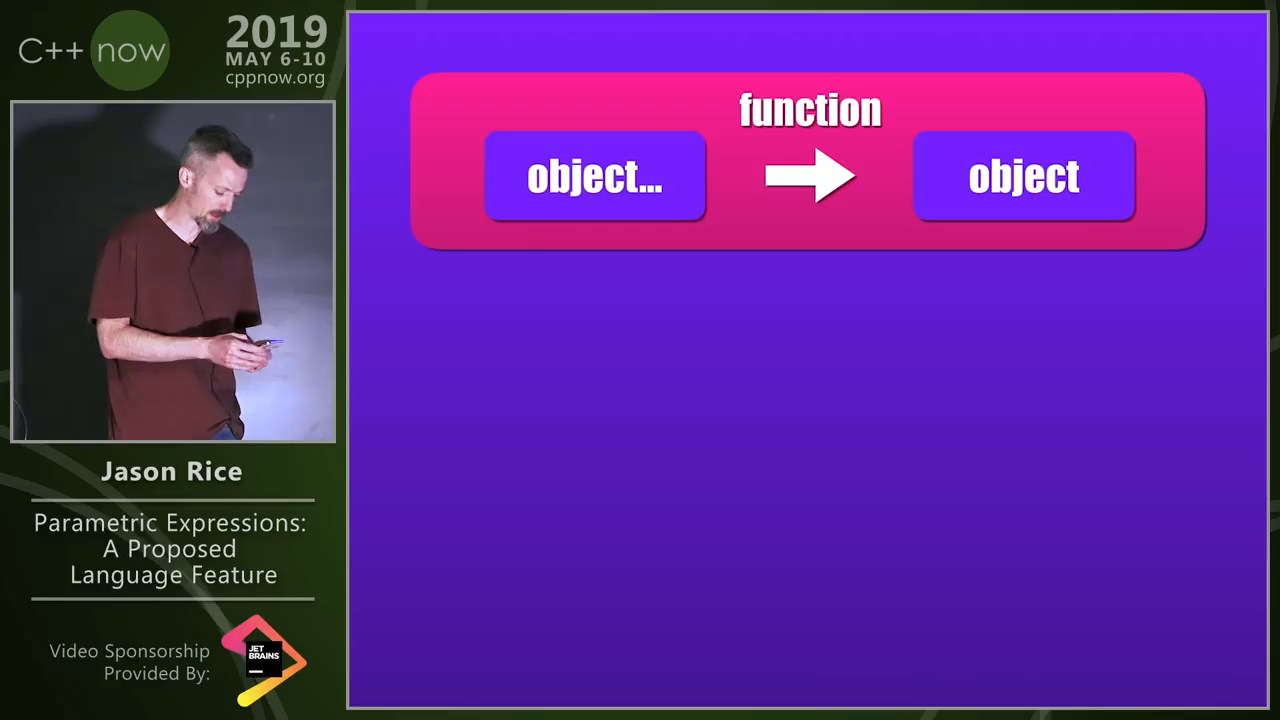 C++ now
2019
MAY 6-10
cppnow.org
Jason Rice
Parametric Expressions:
A Proposed
Language Feature
Video Sponsorship
Provided By:
JET
BRAINS
function
object...
object